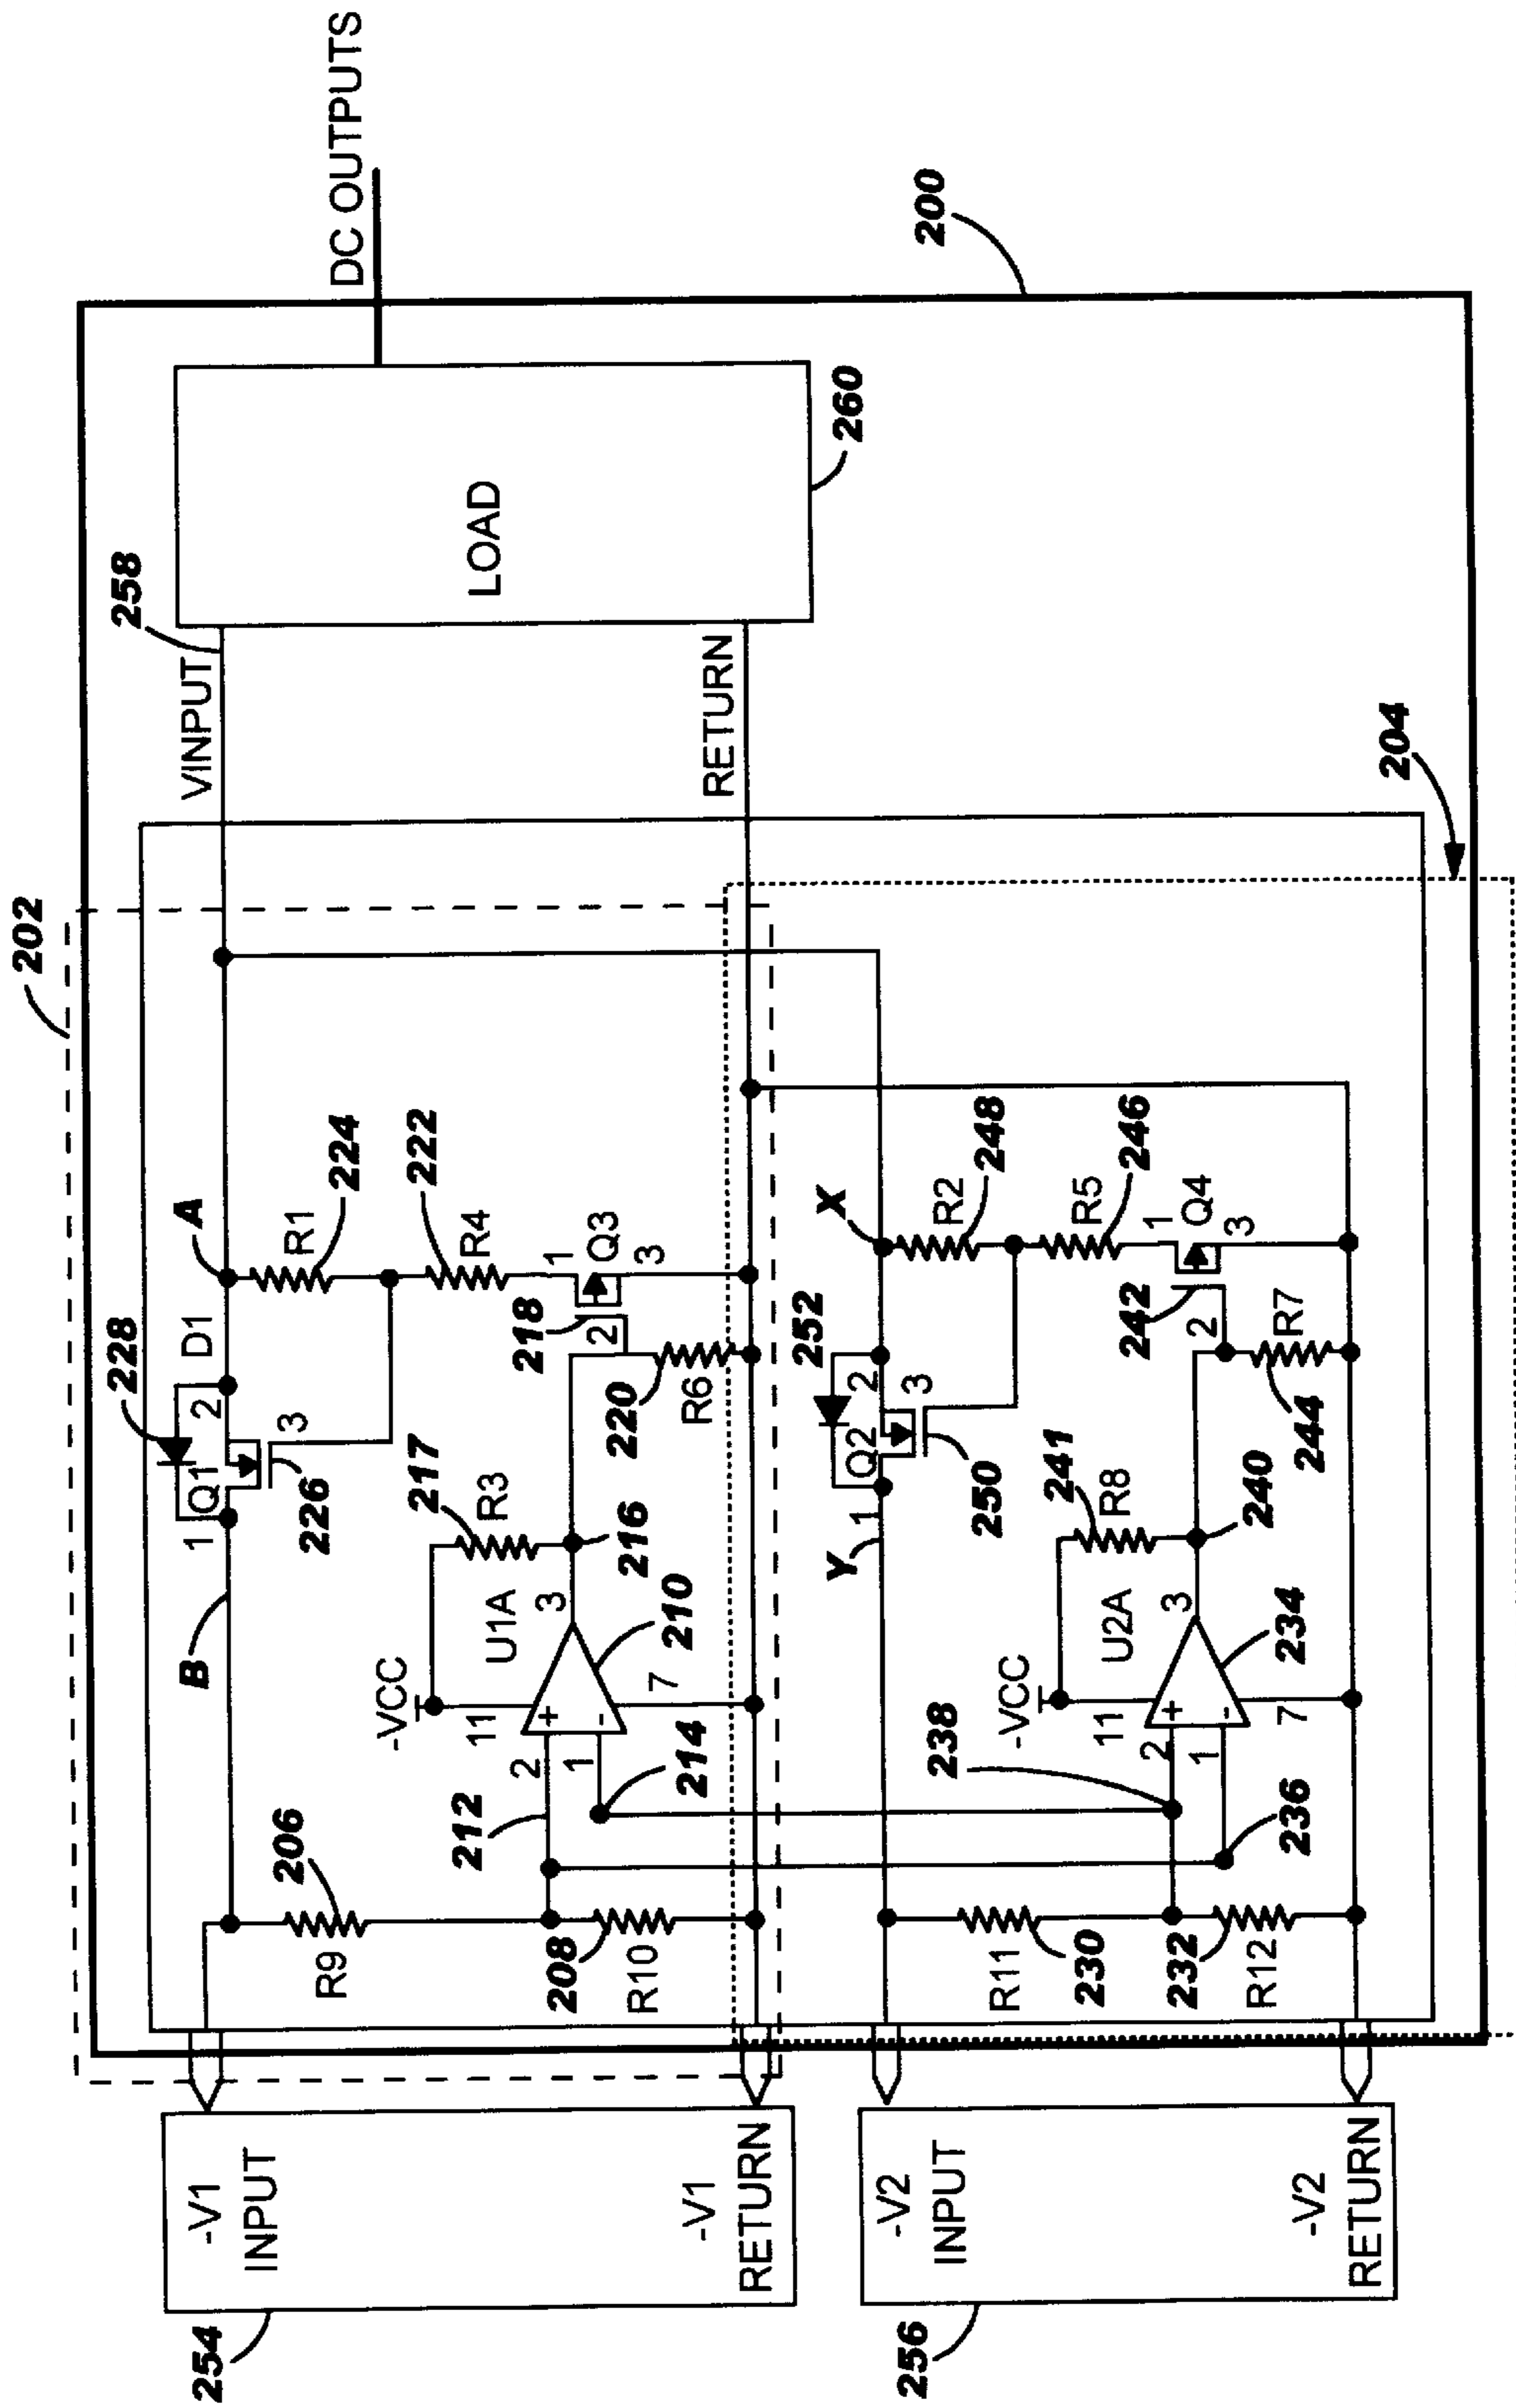 202
258
DC OUTPUTS
228
A
VINPUT
1
Q1
2
D1
B
3
R1
224
226
206
R9
-VCC
217
R3
222
R4
LOAD
-V1
INPUT
11
212
2
+
U1A
3
216
218
1
Q3
260
1
-
210
2
3
208
7
220
R10
214
R6
RETURN
-V1
RETURN
254
252
X
200
1
Q2
2
Y
3
R2
248
250
-V2
INPUT
238
-VCC
241
R8
R5
246
R11
230
11
2
+
U2A
3
242
1
Q4
232
1
-
240
2
3
R12
236
7
234
244
R7
-V2
RETURN
256
204